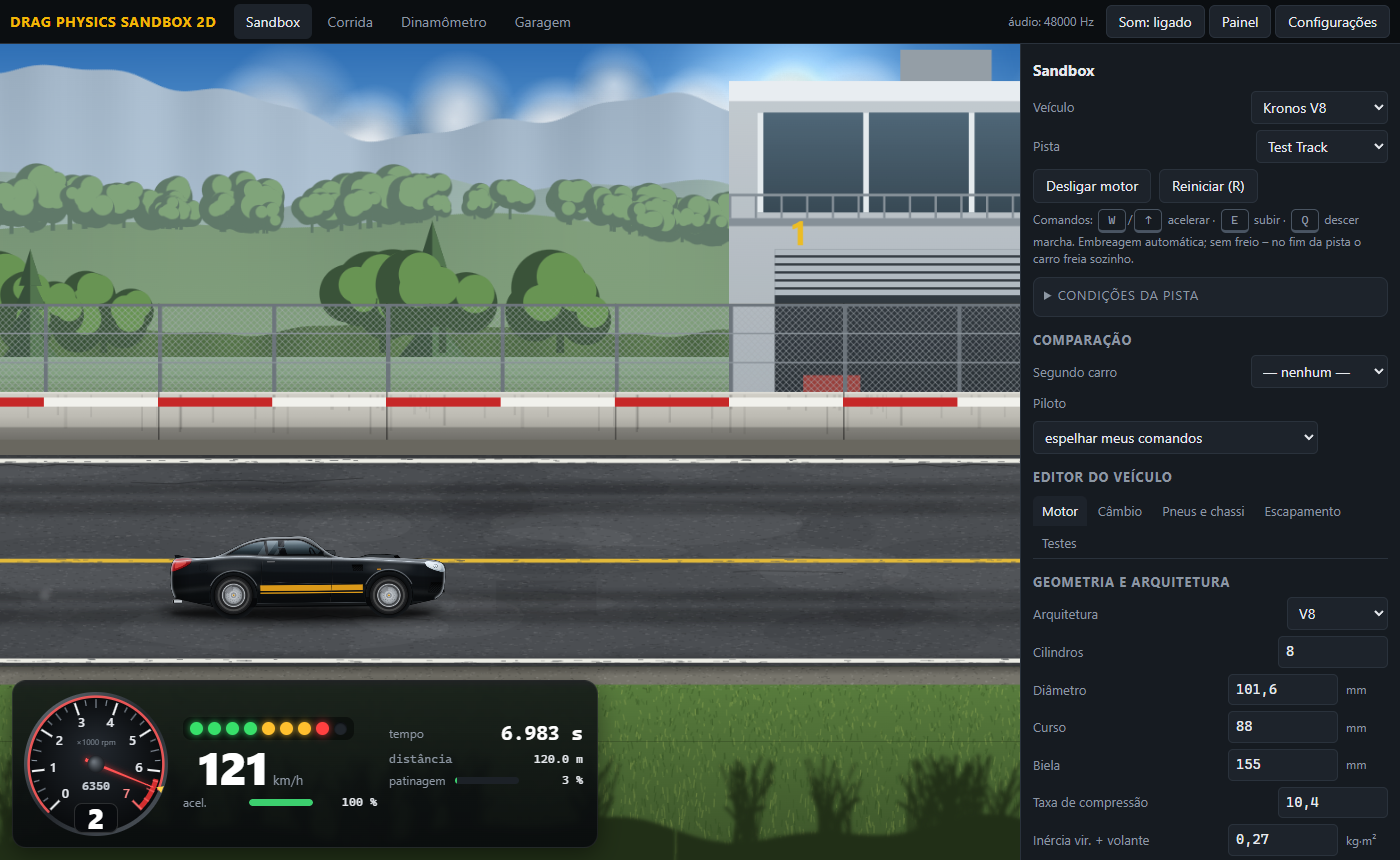 DRAG PHYSICS SANDBOX 2D Sandbox Corrida Dinamômetro Garagem áudio: 48000 Hz Som: ligado Painel Configurações
Sandbox
Veículo Kronos V8
Pista Test Track
Desligar motor Reiniciar (R)
Comandos: W / ↑ acelerar · E subir · Q descer
marcha. Embreagem automática; sem freio – no fim da pista o
carro freia sozinho.
▶ CONDIÇÕES DA PISTA
COMPARAÇÃO
Segundo carro — nenhum —
Piloto
espelhar meus comandos
EDITOR DO VEÍCULO
Motor Câmbio Pneus e chassi Escapamento
Testes
GEOMETRIA E ARQUITETURA
Arquitetura V8
Cilindros 8
Diâmetro 101,6 mm
Curso 88 mm
Biela 155 mm
Taxa de compressão 10,4
Inércia vir. + volante 0,27 kg·m²
1
0 1 2 3 4 5 6 7
×1000 rpm
6350
2
121 km/h
acel. 100 %
tempo 6.983 s
distância 120.0 m
patinagem 3 %